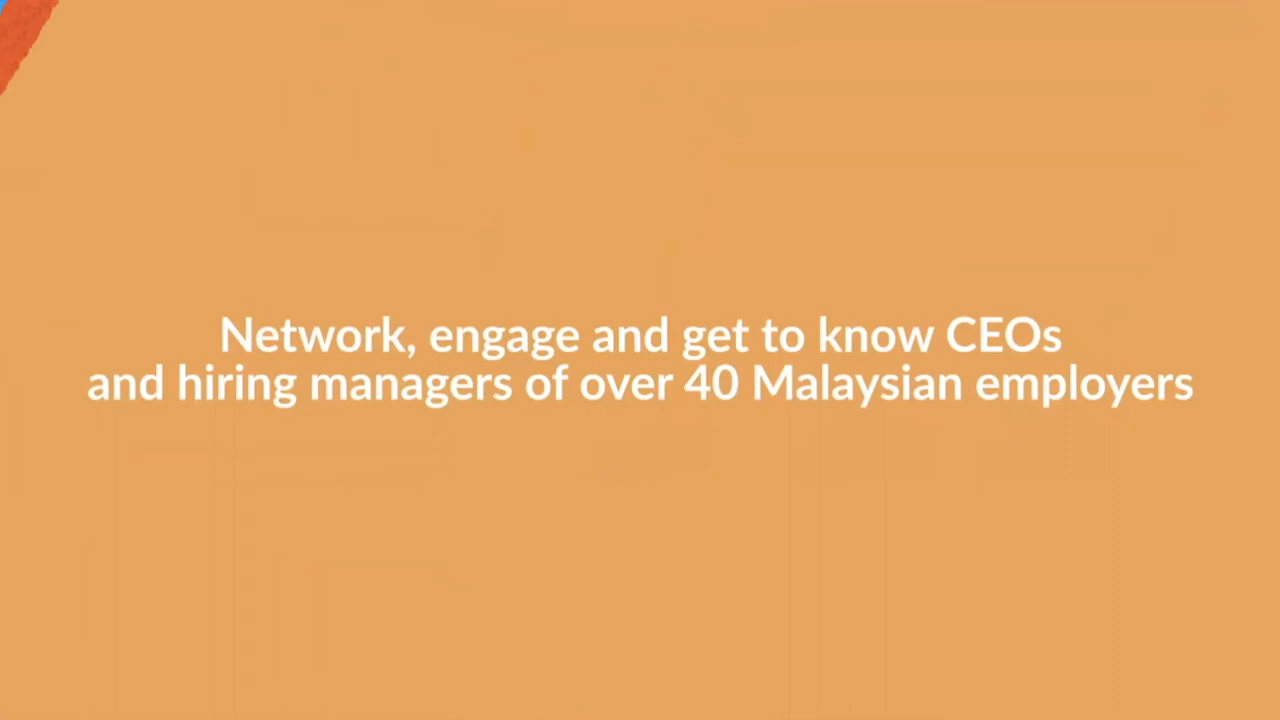 Network, engage and get to know CEOs
and hiring managers of over 40 Malaysian employers